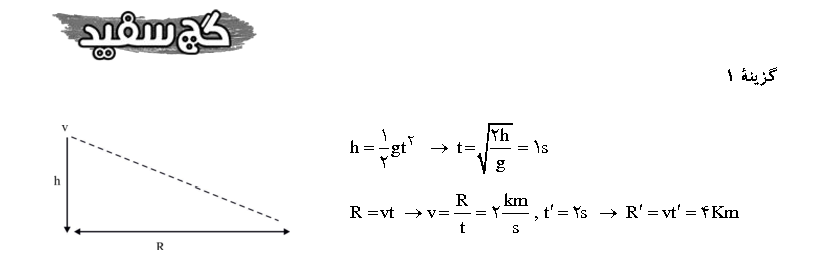 گچ سفید
گزینهٔ ۱
h = ۱/۲ gt^۲ → t = √(۲h/g) = ۱s
R = vt → v = R/t = ۲ km/s , t′ = ۲s → R′ = vt′ = ۴Km
v
h
R